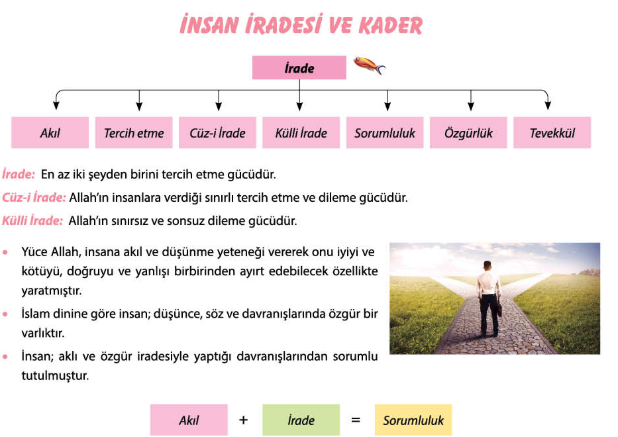 İNSAN İRADESİ VE KADER
İrade
Akıl
Tercih etme
Cüz-i İrade
Külli İrade
Sorumluluk
Özgürlük
Tevekkül
İrade: En az iki şeyden birini tercih etme gücüdür.
Cüz-i İrade: Allah'ın insanlara verdiği sınırlı tercih etme ve dileme gücüdür.
Külli İrade: Allah'ın sınırsız ve sonsuz dileme gücüdür.
• Yüce Allah, insana akıl ve düşünme yeteneği vererek onu iyiyi ve
kötüyü, doğruyu ve yanlışı birbirinden ayırt edebilecek özellikte
yaratmıştır.
• İslam dinine göre insan; düşünce, söz ve davranışlarında özgür bir
varlıktır.
• İnsan; aklı ve özgür iradesiyle yaptığı davranışlarından sorumlu
tutulmuştur.
Akıl + İrade = Sorumluluk